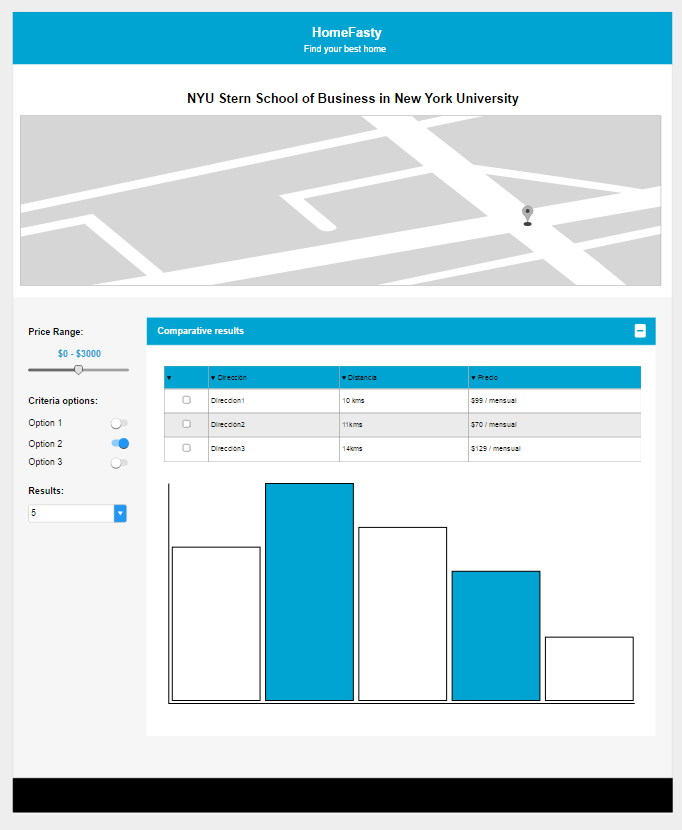 HomeFasty
Find your best home
NYU Stern School of Business in New York University
Price Range:
$0 - $3000
Criteria options:
Option 1
Option 2
Option 3
Results:
5
Comparative results
▼ ▼ Dirección ▼ Distancia ▼ Precio
Dirección1 10 kms $99 / mensual
Dirección2 11kms $70 / mensual
Dirección3 14kms $129 / mensual